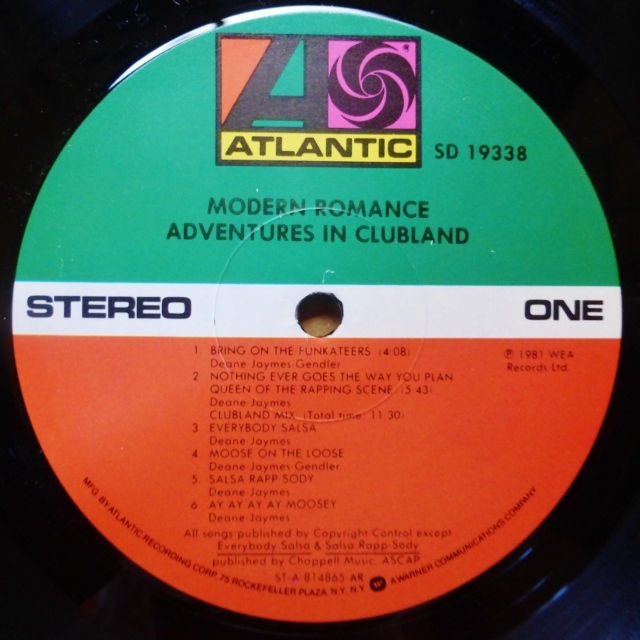 ATLANTIC
SD 19338
MODERN ROMANCE
ADVENTURES IN CLUBLAND
STEREO
ONE
1 BRING ON THE FUNKATEERS (4:08)
Deane-Jaymes-Gendler
2 NOTHING EVER GOES THE WAY YOU PLAN
QUEEN OF THE RAPPING SCENE (5:43)
Deane-Jaymes
CLUBLAND MIX (Total time: 11:30)
3 EVERYBODY SALSA
Deane-Jaymes
4 MOOSE ON THE LOOSE
Deane-Jaymes-Gendler
5 SALSA RAPP SODY
Deane-Jaymes
6 AY AY AY AY MOOSEY
Deane-Jaymes
℗ 1981 WEA
Records Ltd.
All songs published by Copyright Control except
Everybody Salsa & Salsa Rapp-Sody
published by Chappell Music, ASCAP
ST-A-814865 AR
MFG. BY ATLANTIC RECORDING CORP. 75 ROCKEFELLER PLAZA, N.Y. N.Y. W A WARNER COMMUNICATIONS COMPANY